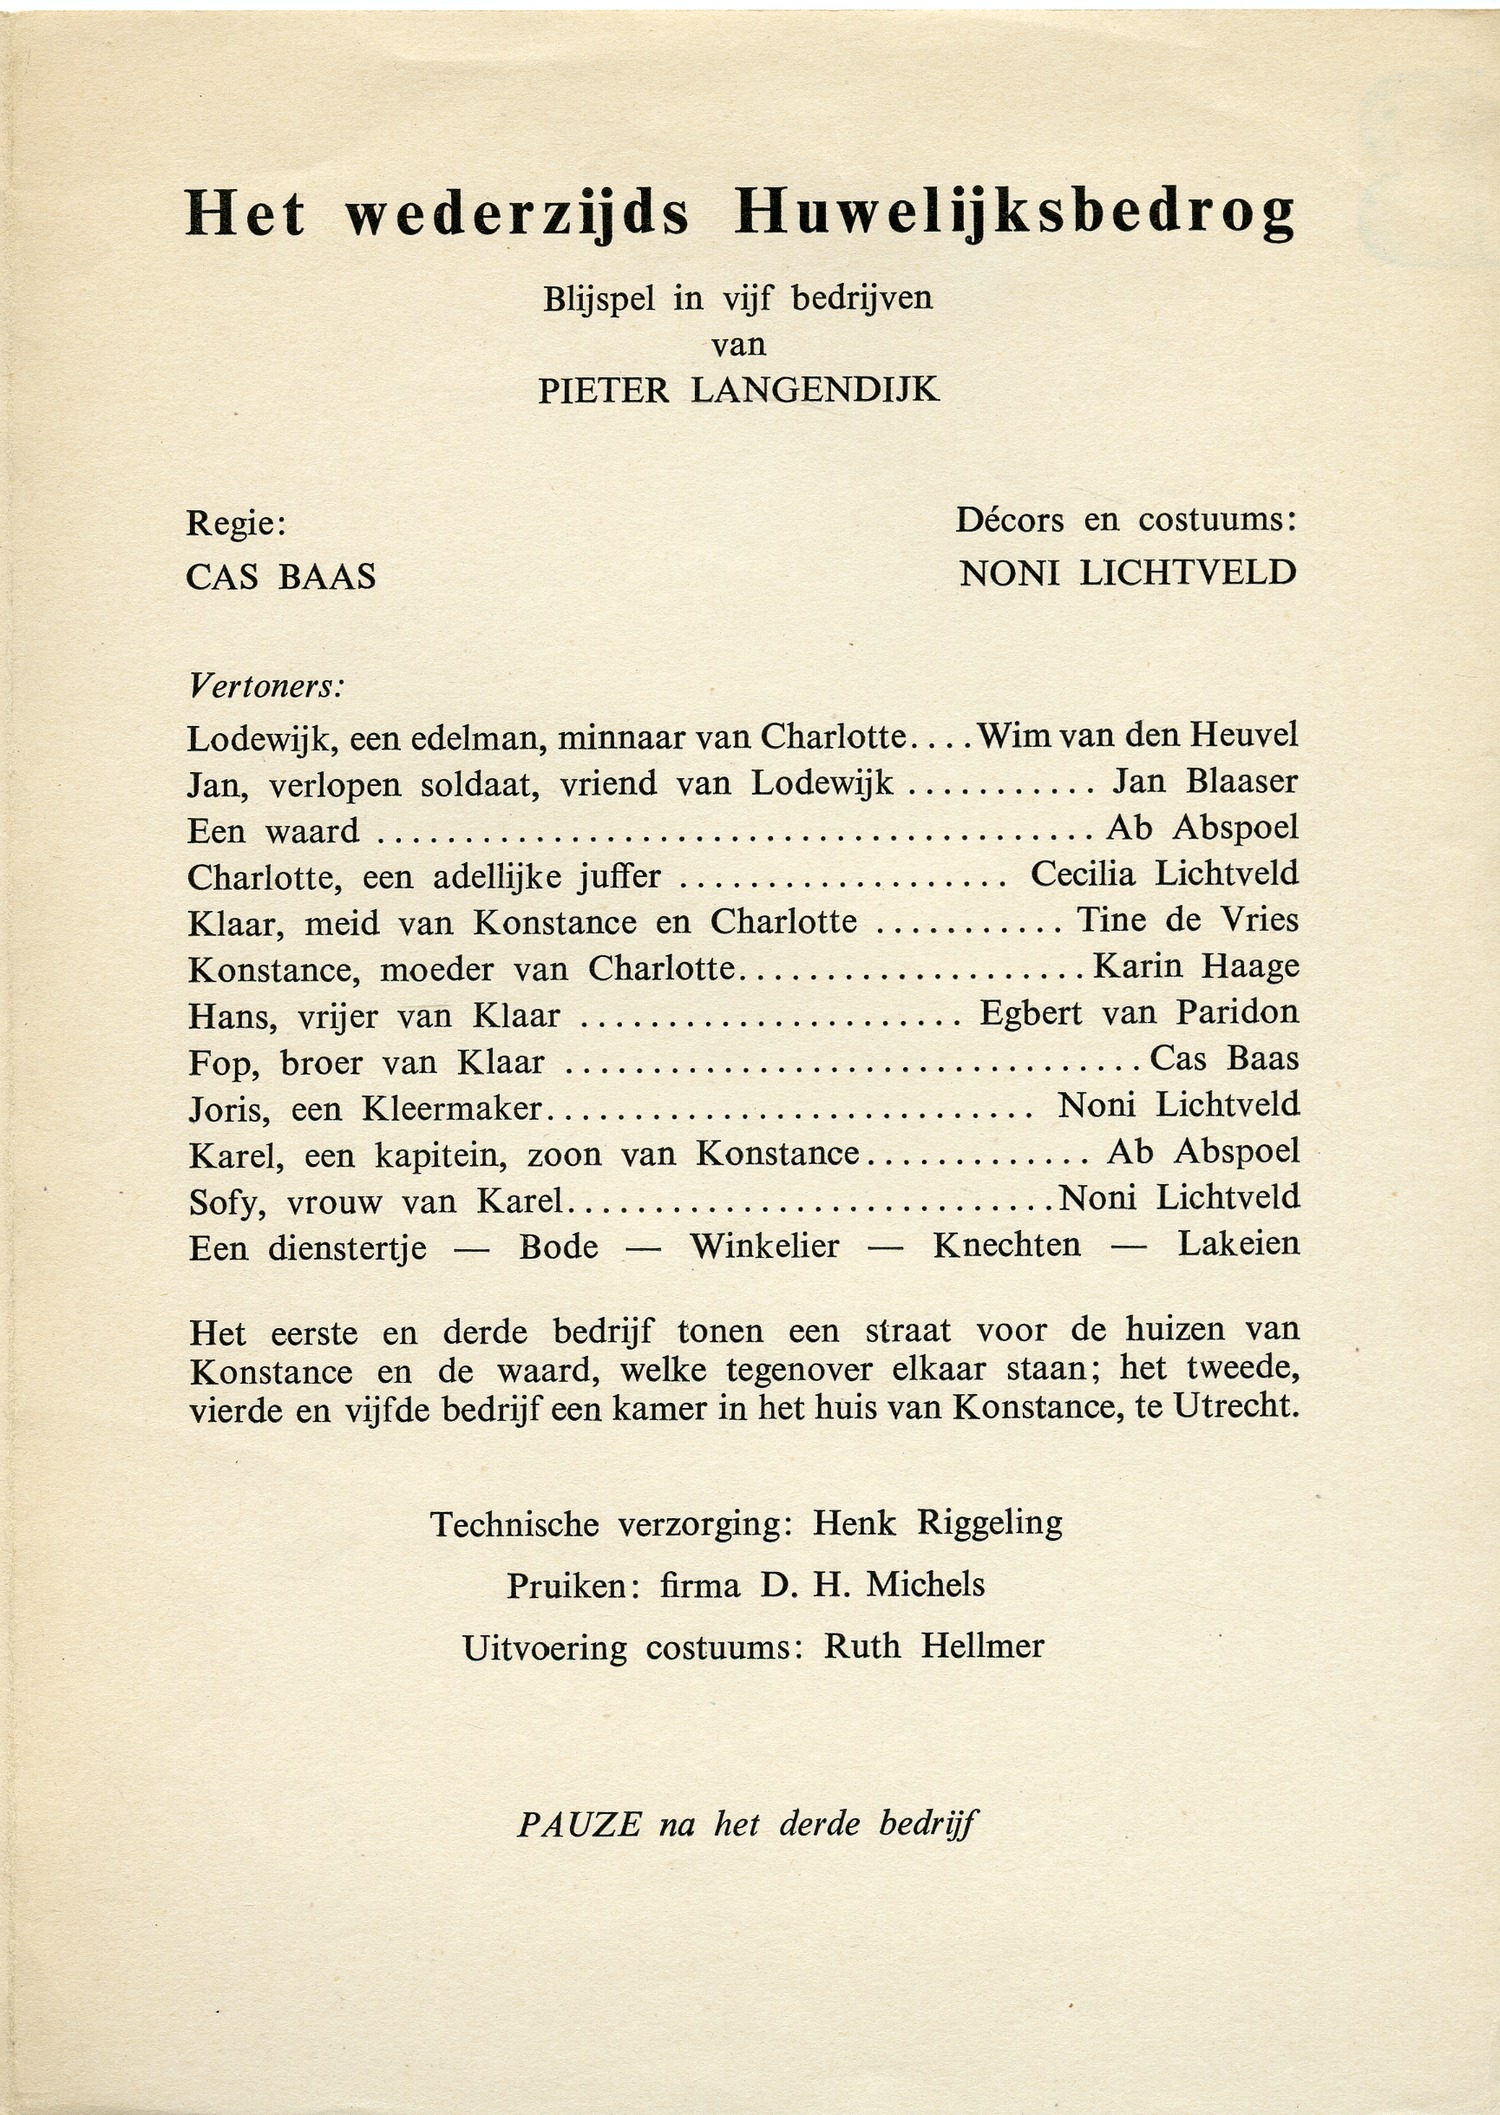 Het wederzijds Huwelijksbedrog
Blijspel in vijf bedrijven
van
PIETER LANGENDIJK
Regie:
CAS BAAS
Décors en costuums:
NONI LICHTVELD
Vertoners:
Lodewijk, een edelman, minnaar van Charlotte....Wim van den Heuvel
Jan, verlopen soldaat, vriend van Lodewijk ........... Jan Blaaser
Een waard ......................................... Ab Abspoel
Charlotte, een adellijke juffer ................... Cecilia Lichtveld
Klaar, meid van Konstance en Charlotte ........... Tine de Vries
Konstance, moeder van Charlotte.................... Karin Haage
Hans, vrijer van Klaar ...................... Egbert van Paridon
Fop, broer van Klaar .................................Cas Baas
Joris, een Kleermaker............................ Noni Lichtveld
Karel, een kapitein, zoon van Konstance............. Ab Abspoel
Sofy, vrouw van Karel............................Noni Lichtveld
Een dienstertje — Bode — Winkelier — Knechten — Lakeien
Het eerste en derde bedrijf tonen een straat voor de huizen van
Konstance en de waard, welke tegenover elkaar staan; het tweede,
vierde en vijfde bedrijf een kamer in het huis van Konstance, te Utrecht.
Technische verzorging: Henk Riggeling
Pruiken: firma D. H. Michels
Uitvoering costuums: Ruth Hellmer
PAUZE na het derde bedrijf